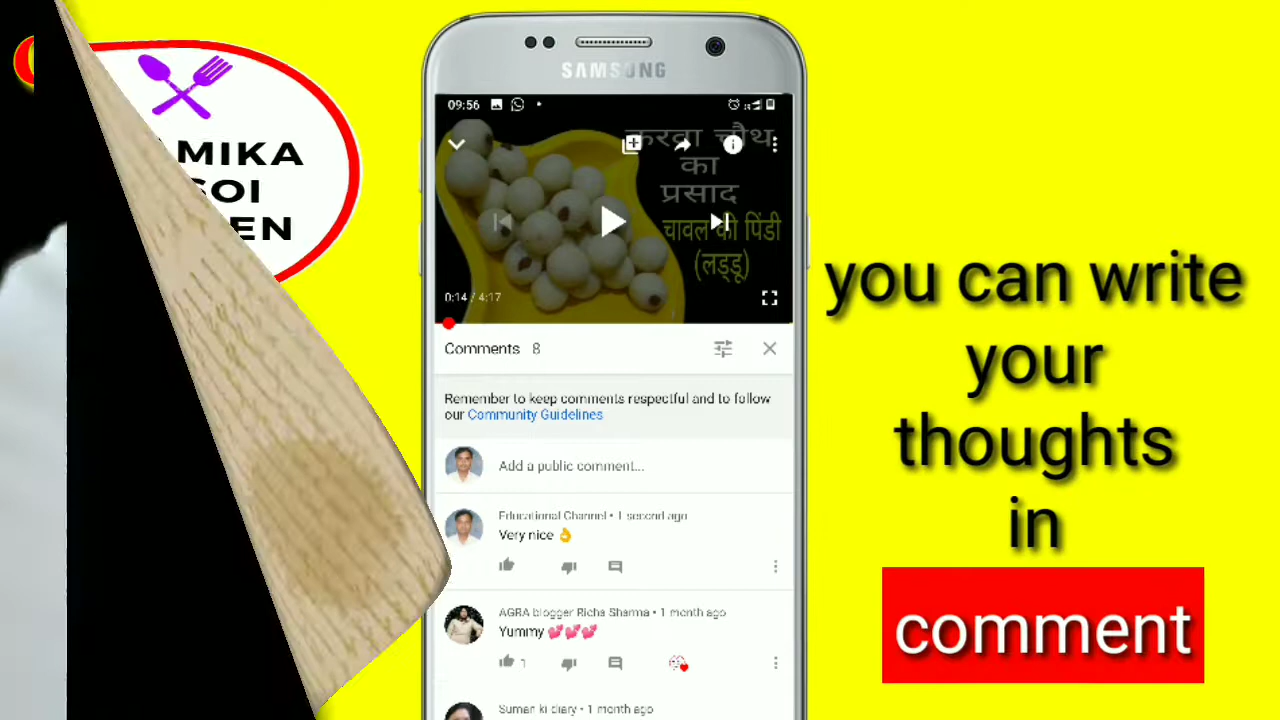 MIKA
SOI
EN
SAMSUNG
09:56
करवा चौथ
का
प्रसाद
चावल की पिंडी
(लड्डू)
0:14 / 4:17
Comments 8
Remember to keep comments respectful and to follow
our Community Guidelines
Add a public comment...
Educational Channel • 1 second ago
Very nice 👌
AGRA blogger Richa Sharma • 1 month ago
Yummy 💕💕💕
1
Suman ki diary • 1 month ago
you can write
your
thoughts
in
comment